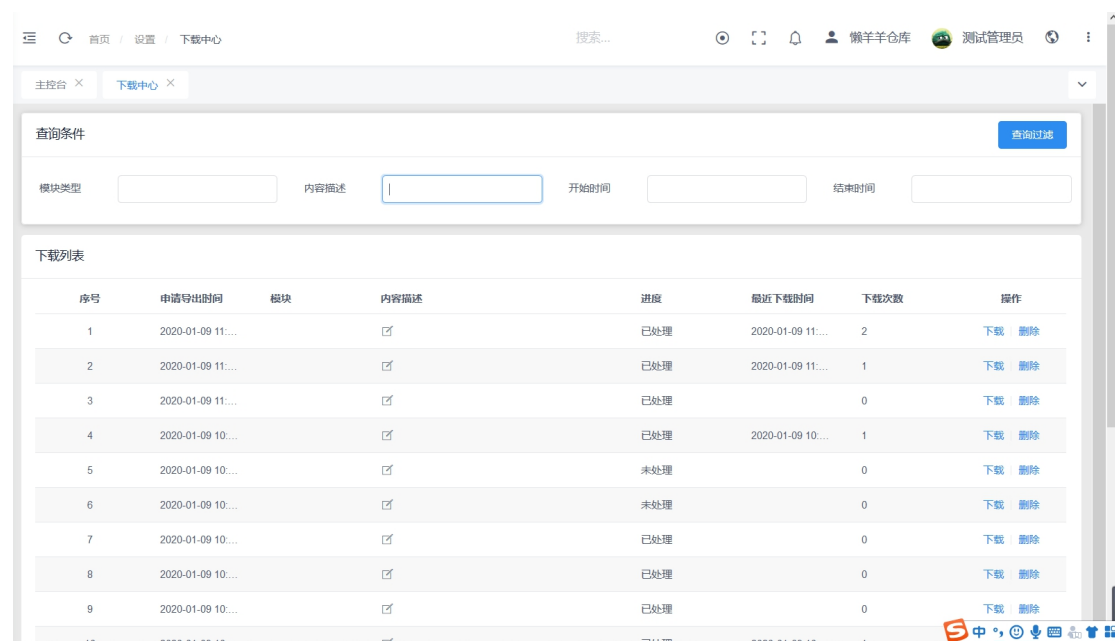 首页 / 设置 / 下载中心 搜索... 懒羊羊仓库 测试管理员
主控台 下载中心
查询条件 查询过滤
模块类型 内容描述 开始时间 结束时间
下载列表
序号 申请导出时间 模块 内容描述 进度 最近下载时间 下载次数 操作
1 2020-01-09 11:... 已处理 2020-01-09 11:... 2 下载 删除
2 2020-01-09 11:... 已处理 2020-01-09 11:... 1 下载 删除
3 2020-01-09 11:... 已处理 0 下载 删除
4 2020-01-09 10:... 已处理 2020-01-09 10:... 1 下载 删除
5 2020-01-09 10:... 未处理 0 下载 删除
6 2020-01-09 10:... 未处理 0 下载 删除
7 2020-01-09 10:... 已处理 0 下载 删除
8 2020-01-09 10:... 已处理 0 下载 删除
9 2020-01-09 10:... 已处理 0 下载 删除
S 中